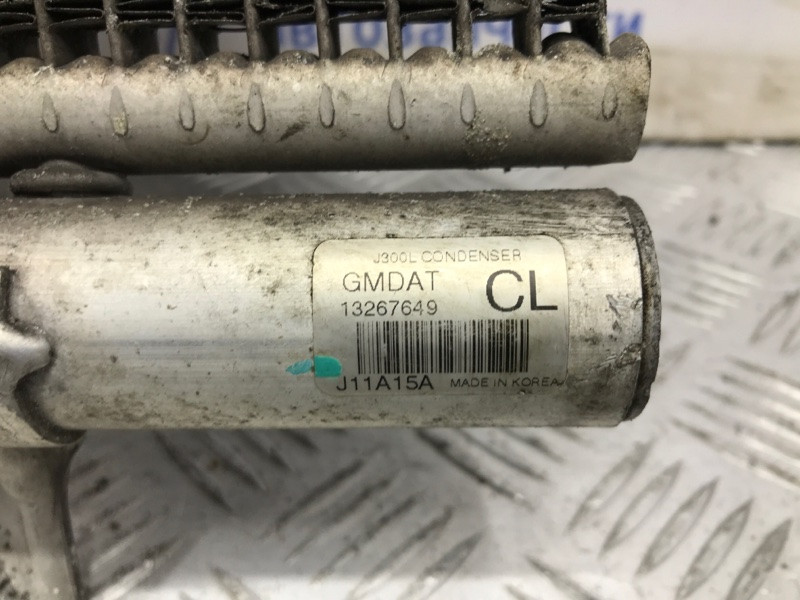 J300L CONDENSER
GMDAT CL
13267649
J11A15A MADE IN KOREA